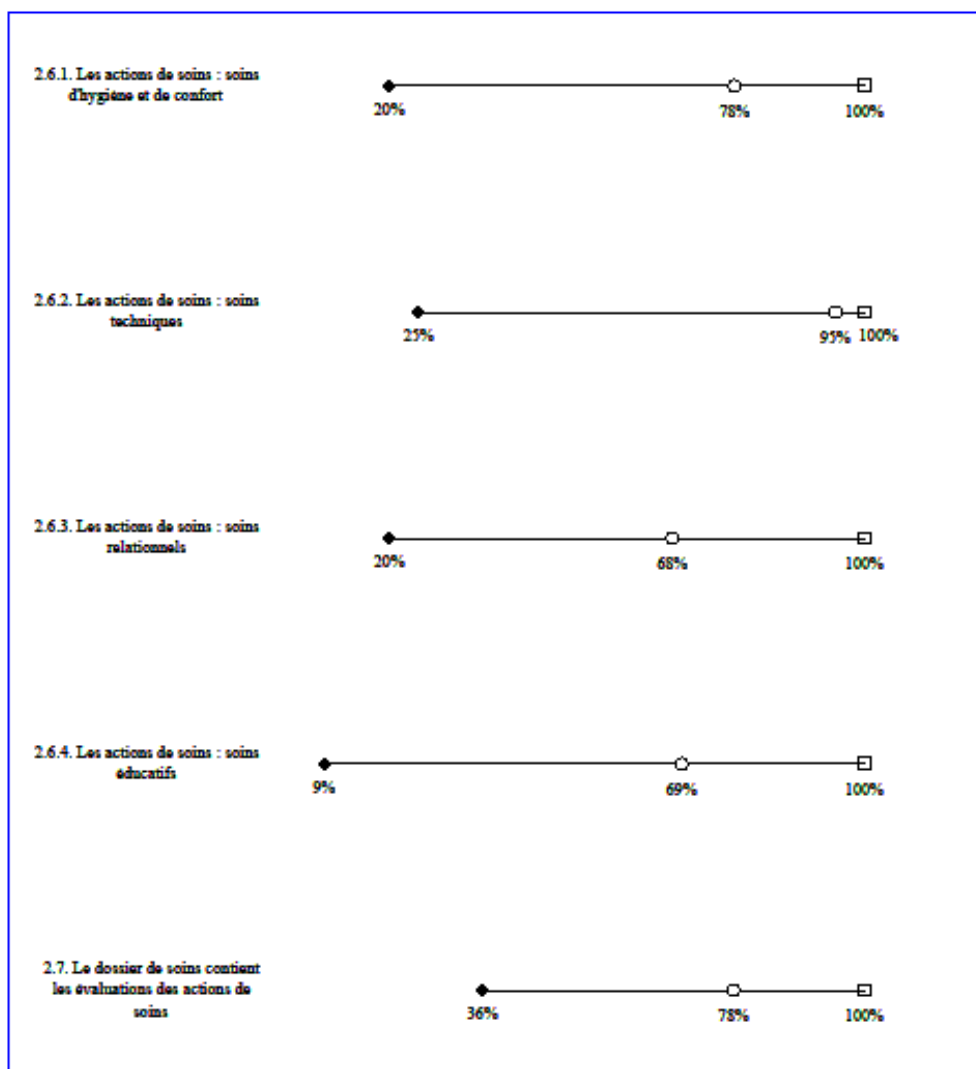 2.6.1. Les actions de soins : soins
d'hygiène et de confort
20%
78%
100%
2.6.2. Les actions de soins : soins
techniques
25%
95%
100%
2.6.3. Les actions de soins : soins
relationnels
20%
68%
100%
2.6.4. Les actions de soins : soins
éducatifs
9%
69%
100%
2.7. Le dossier de soins contient
les évaluations des actions de
soins
36%
78%
100%